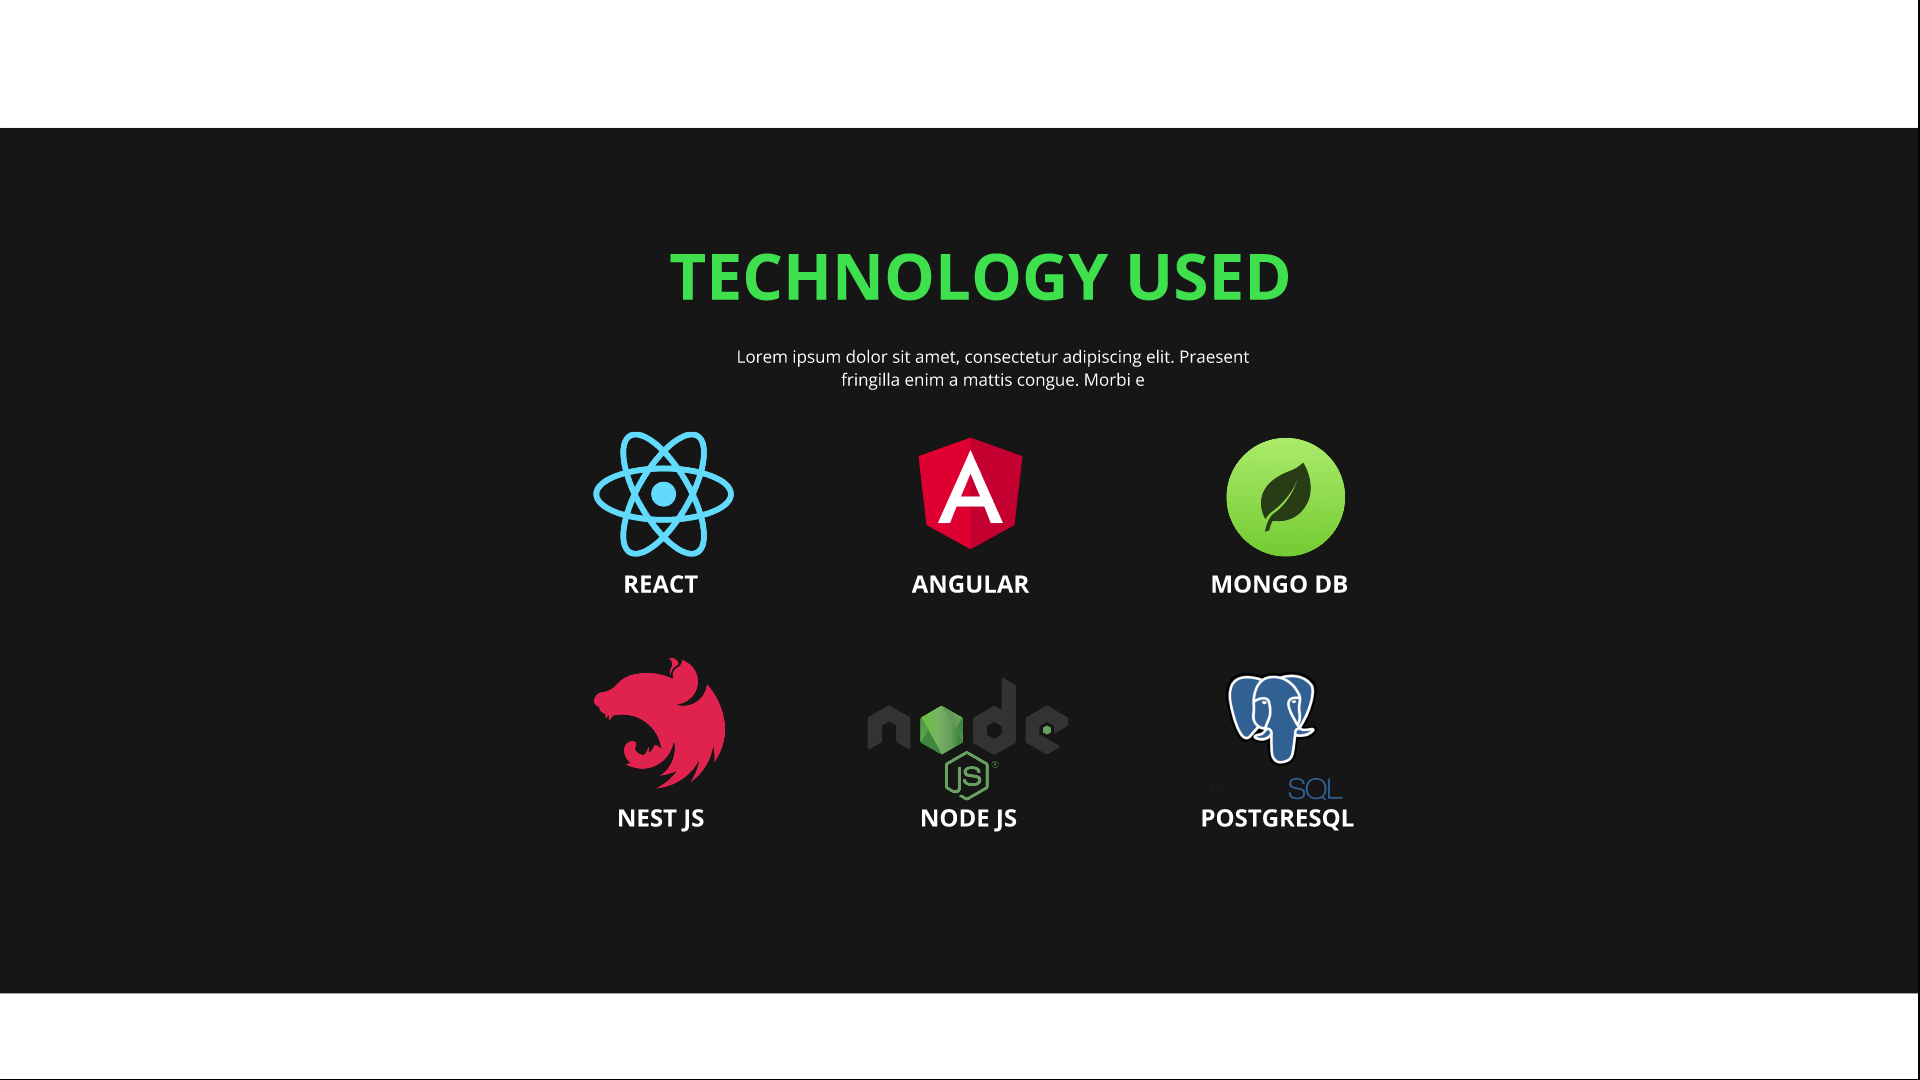 TECHNOLOGY USED
Lorem ipsum dolor sit amet, consectetur adipiscing elit. Praesent
fringilla enim a mattis congue. Morbi e
REACT
ANGULAR
MONGO DB
node
JS
SQL
NEST JS
NODE JS
POSTGRESQL